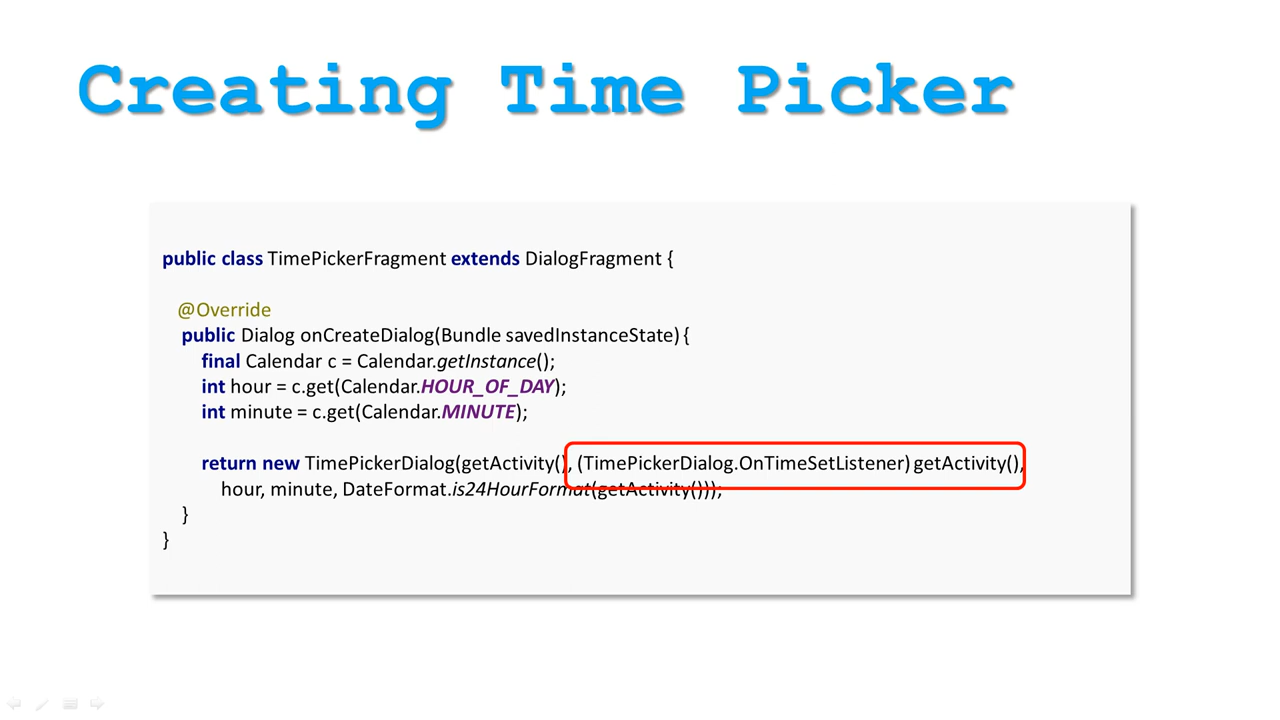 Creating Time Picker
public class TimePickerFragment extends DialogFragment {
@Override
public Dialog onCreateDialog(Bundle savedInstanceState) {
final Calendar c = Calendar.getInstance();
int hour = c.get(Calendar.HOUR_OF_DAY);
int minute = c.get(Calendar.MINUTE);
return new TimePickerDialog(getActivity(), (TimePickerDialog.OnTimeSetListener) getActivity(),
hour, minute, DateFormat.is24HourFormat(getActivity()));
}
}